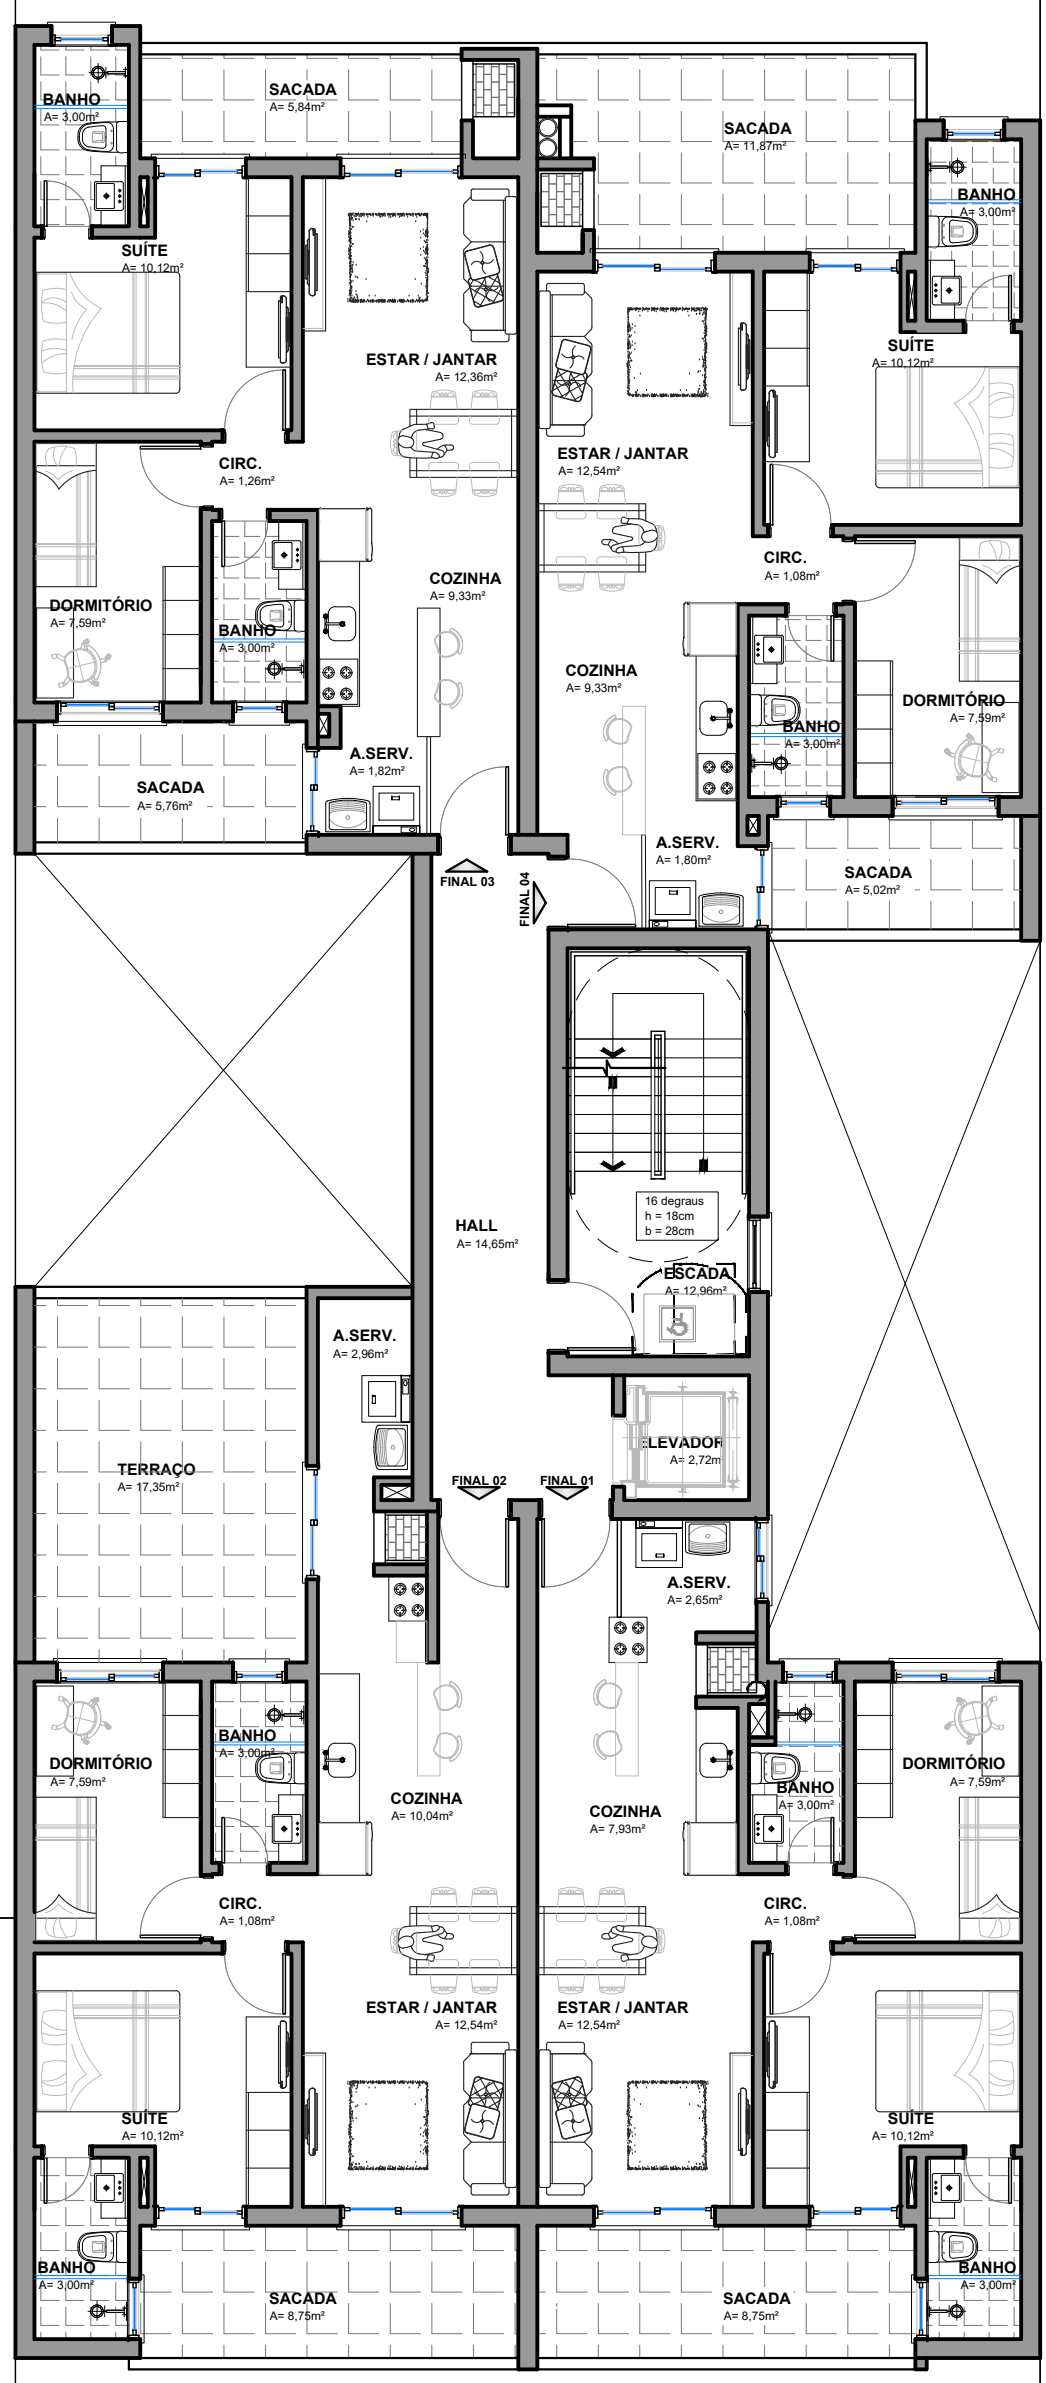 SACADA
A= 5,84m²
BANHO
A= 3,00m²
SACADA
A= 11,87m²
BANHO
A= 3,00m²
SUÍTE
A= 10,12m²
ESTAR / JANTAR
A= 12,36m²
SUÍTE
A= 10,12m²
ESTAR / JANTAR
A= 12,54m²
CIRC.
A= 1,26m²
CIRC.
A= 1,08m²
COZINHA
A= 9,33m²
DORMITÓRIO
A= 7,59m²
BANHO
A= 3,00m²
COZINHA
A= 9,33m²
DORMITÓRIO
A= 7,59m²
BANHO
A= 3,00m²
A.SERV.
A= 1,82m²
SACADA
A= 5,76m²
A.SERV.
A= 1,80m²
SACADA
A= 5,02m²
FINAL 03
FINAL 04
16 degraus
h = 18cm
b = 28cm
HALL
A= 14,65m²
ESCADA
A= 12,96m²
A.SERV.
A= 2,96m²
ELEVADOR
A= 2,72m
TERRAÇO
A= 17,35m²
FINAL 02
FINAL 01
A.SERV.
A= 2,65m²
BANHO
A= 3,00m²
DORMITÓRIO
A= 7,59m²
DORMITÓRIO
A= 7,59m²
BANHO
A= 3,00m²
COZINHA
A= 10,04m²
COZINHA
A= 7,93m²
CIRC.
A= 1,08m²
CIRC.
A= 1,08m²
ESTAR / JANTAR
A= 12,54m²
ESTAR / JANTAR
A= 12,54m²
SUÍTE
A= 10,12m²
SUÍTE
A= 10,12m²
BANHO
A= 3,00m²
BANHO
A= 3,00m²
SACADA
A= 8,75m²
SACADA
A= 8,75m²